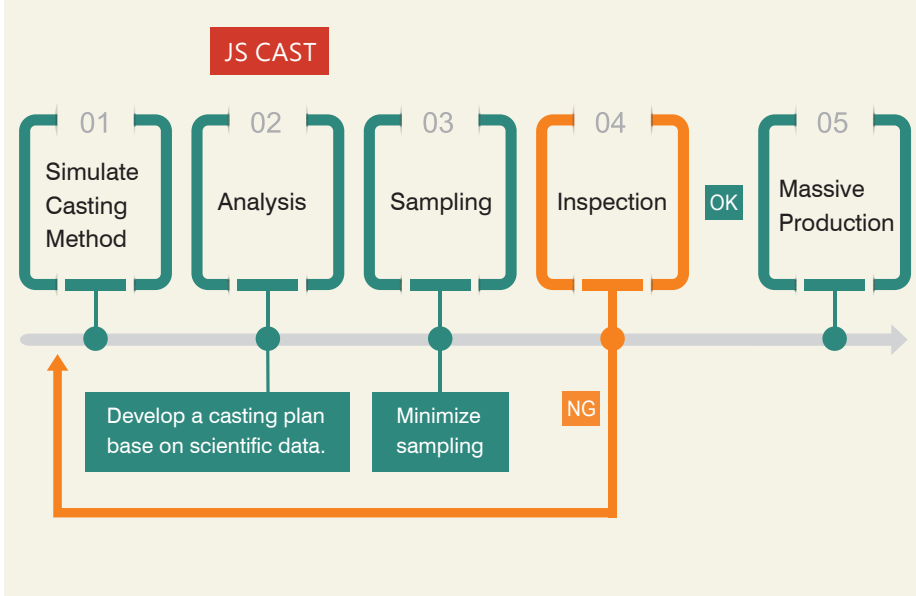 JS CAST
01
Simulate
Casting
Method
02
Analysis
03
Sampling
04
Inspection
OK
05
Massive
Production
Develop a casting plan
base on scientific data.
Minimize
sampling
NG